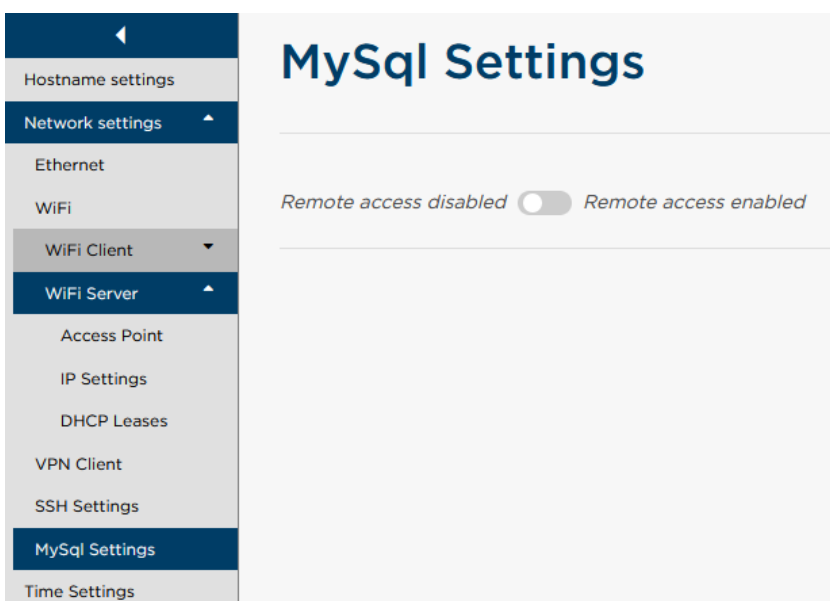 Hostname settings
Network settings
Ethernet
WiFi
WiFi Client
WiFi Server
Access Point
IP Settings
DHCP Leases
VPN Client
SSH Settings
MySql Settings
Time Settings
MySql Settings
Remote access disabled Remote access enabled